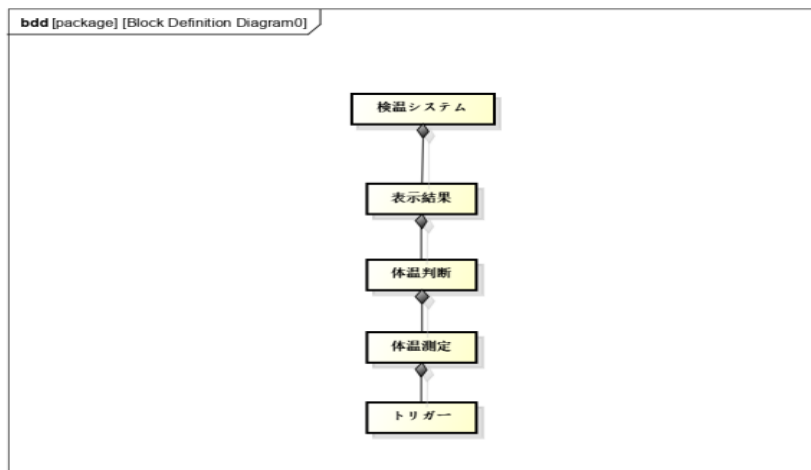 bdd [package] [Block Definition Diagram0]
検温システム
表示結果
体温判断
体温測定
トリガー